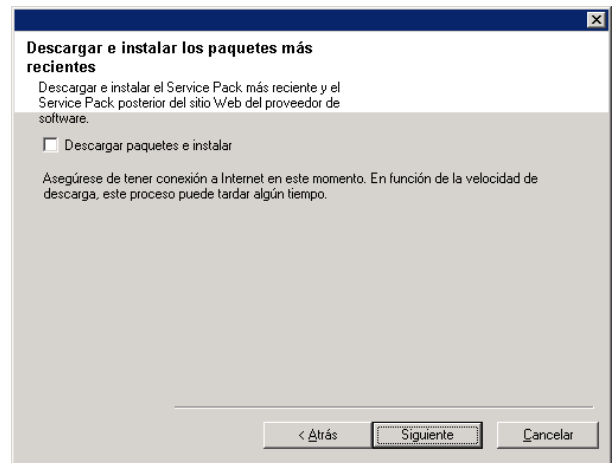 Descargar e instalar los paquetes más
recientes
Descargar e instalar el Service Pack más reciente y el
Service Pack posterior del sitio Web del proveedor de
software.
Descargar paquetes e instalar
Asegúrese de tener conexión a Internet en este momento. En función de la velocidad de
descarga, este proceso puede tardar algún tiempo.
< Atrás Siguiente Cancelar